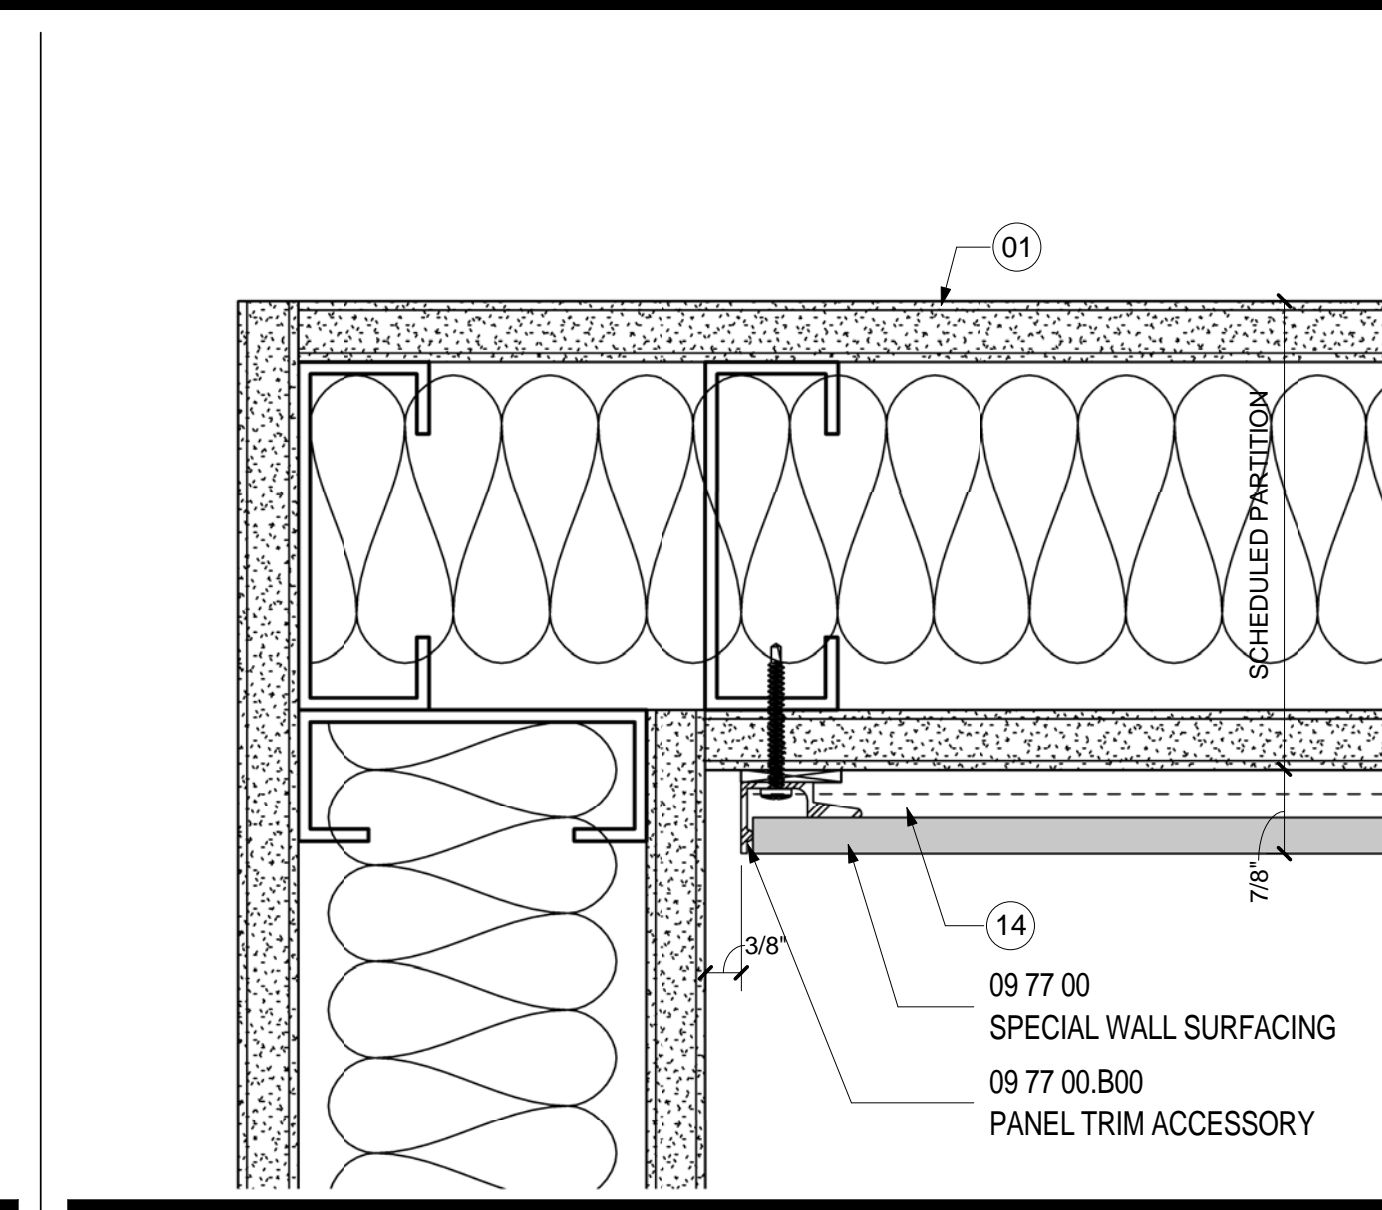 01
SCHEDULED PARTITION
7/8"
14
3/8"
09 77 00
SPECIAL WALL SURFACING
09 77 00.B00
PANEL TRIM ACCESSORY